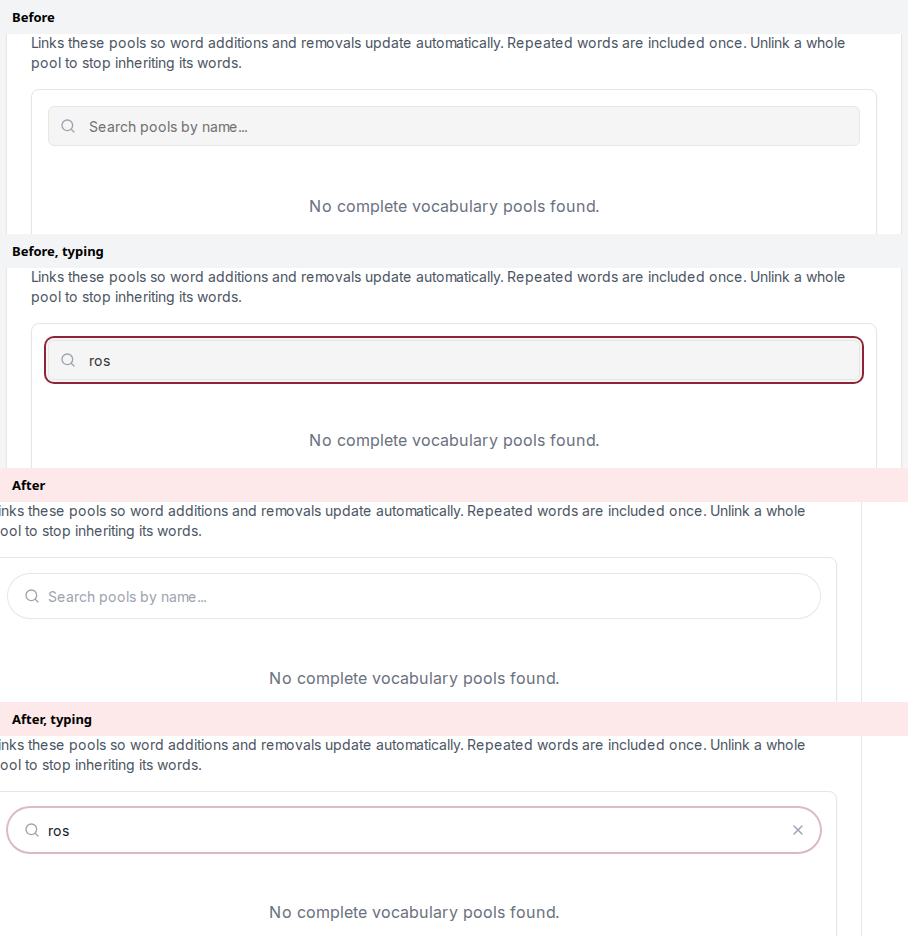 Before
Links these pools so word additions and removals update automatically. Repeated words are included once. Unlink a whole
pool to stop inheriting its words.
Search pools by name...
No complete vocabulary pools found.
Before, typing
Links these pools so word additions and removals update automatically. Repeated words are included once. Unlink a whole
pool to stop inheriting its words.
ros
No complete vocabulary pools found.
After
inks these pools so word additions and removals update automatically. Repeated words are included once. Unlink a whole
ool to stop inheriting its words.
Search pools by name...
No complete vocabulary pools found.
After, typing
inks these pools so word additions and removals update automatically. Repeated words are included once. Unlink a whole
ool to stop inheriting its words.
ros
No complete vocabulary pools found.